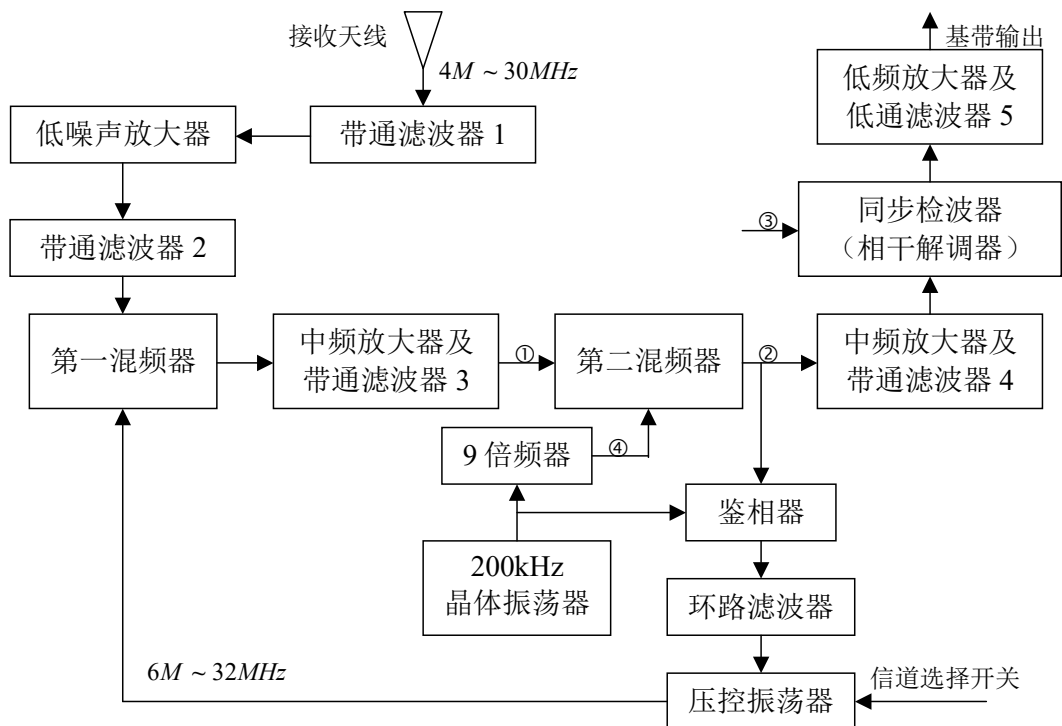 接收天线
4M ~ 30MHz
基带输出
低频放大器及
低通滤波器 5
低噪声放大器
带通滤波器 1
③
同步检波器
（相干解调器）
带通滤波器 2
第一混频器
中频放大器及
带通滤波器 3
①
第二混频器
②
中频放大器及
带通滤波器 4
9 倍频器
④
鉴相器
200kHz
晶体振荡器
环路滤波器
6M ~ 32MHz
压控振荡器
信道选择开关